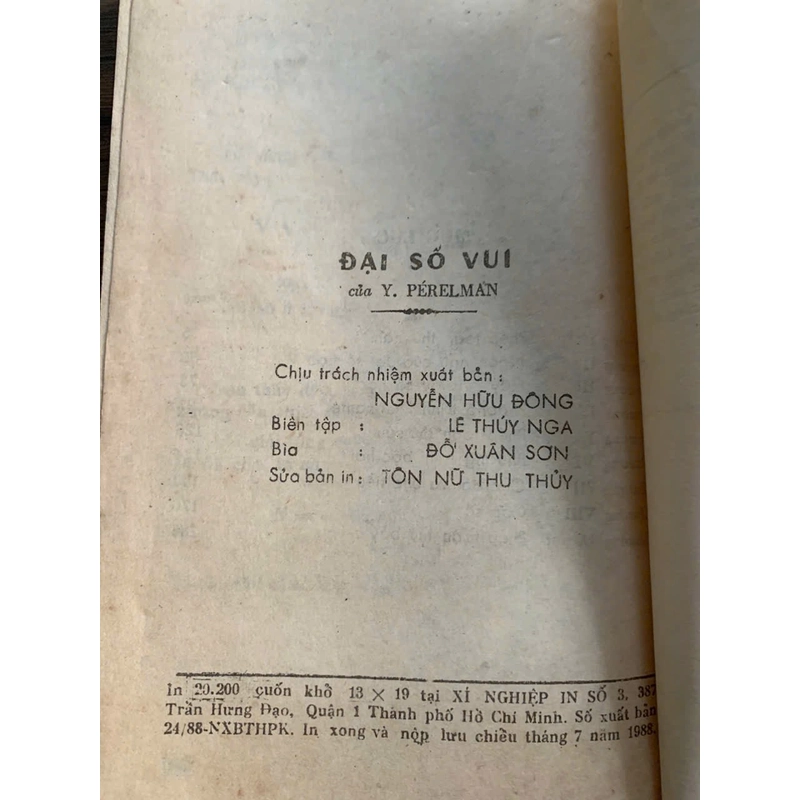 ĐẠI SỐ VUI
của Y. PÉRELMAN
Chịu trách nhiệm xuất bản :
NGUYỄN HỮU ĐÔNG
Biên tập : LÊ THÚY NGA
Bìa : ĐỖ XUÂN SƠN
Sửa bản in : TÔN NỮ THU THỦY
In 20.200 cuốn khổ 13 × 19 tại XÍ NGHIỆP IN SỐ 3. 387
Trần Hưng Đạo, Quận 1 Thành phố Hồ Chí Minh. Số xuất bản
24/88-NXBTHPK. In xong và nộp lưu chiều tháng 7 năm 1988.